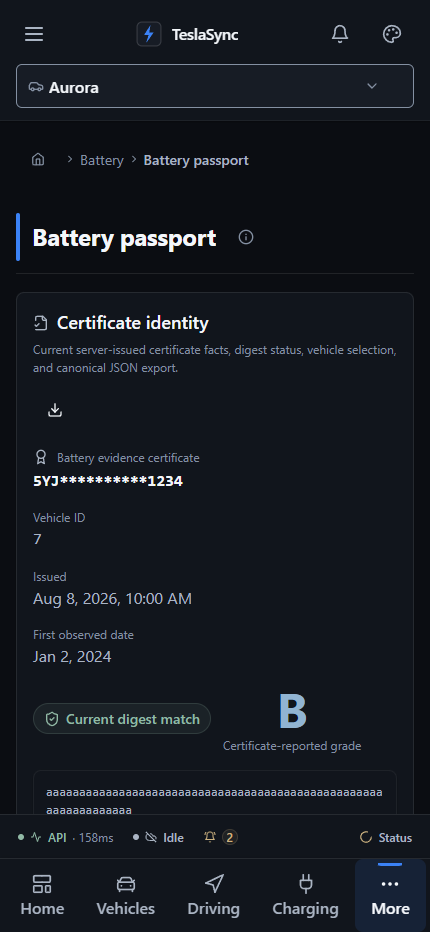 TeslaSync
Aurora
Battery
Battery passport
Battery passport
Certificate identity
Current server-issued certificate facts, digest status, vehicle selection,
and canonical JSON export.
Battery evidence certificate
5YJ**********1234
Vehicle ID
7
Issued
Aug 8, 2026, 10:00 AM
First observed date
Jan 2, 2024
Current digest match
B
Certificate-reported grade
aaaaaaaaaaaaaaaaaaaaaaaaaaaaaaaaaaaaaaaaaaaaaaaaaaa
aaaaaaaaaaaaa
API · 158ms
Idle
2
Status
Home
Vehicles
Driving
Charging
More